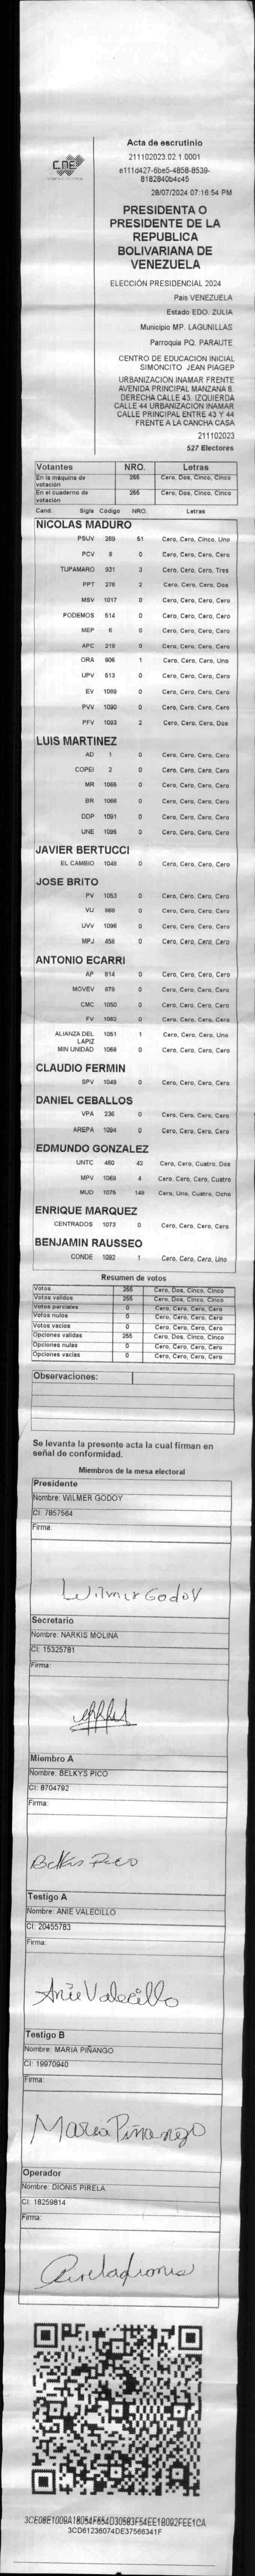 CNE
Acta de escrutinio
211102023.02.1.0001
e111d427-6be5-4858-8539-
8182840b4c45
28/07/2024 07:16:54 PM
PRESIDENTA O
PRESIDENTE DE LA
REPUBLICA
BOLIVARIANA DE
VENEZUELA
ELECCIÓN PRESIDENCIAL 2024
Pais VENEZUELA
Estado EDO. ZULIA
Municipio MP. LAGUNILLAS
Parroquia PQ. PARAUTE
CENTRO DE EDUCACION INICIAL
SIMONCITO JEAN PIAGEP
URBANIZACION INAMAR FRENTE
AVENIDA PRINCIPAL MANZANA 8.
DERECHA CALLE 43. IZQUIERDA
CALLE 44 URBANIZACION INAMAR
CALLE PRINCIPAL ENTRE 43 Y 44
FRENTE A LA CANCHA CASA
211102023
527 Electores
Votantes NRO. Letras
En la máquina de votación 255 Cero, Dos, Cinco, Cinco
En el cuaderno de votación 255 Cero, Dos, Cinco, Cinco
Cand. Sigla Código NRO. Letras
NICOLAS MADURO
PSUV 269 51 Cero, Cero, Cinco, Uno
PCV 9 0 Cero, Cero, Cero, Cero
TUPAMARO 931 3 Cero, Cero, Cero, Tres
PPT 276 2 Cero, Cero, Cero, Dos
MSV 1017 0 Cero, Cero, Cero, Cero
PODEMOS 514 0 Cero, Cero, Cero, Cero
MEP 6 0 Cero, Cero, Cero, Cero
APC 219 0 Cero, Cero, Cero, Cero
ORA 906 1 Cero, Cero, Cero, Uno
UPV 513 0 Cero, Cero, Cero, Cero
EV 1089 0 Cero, Cero, Cero, Cero
PVV 1090 0 Cero, Cero, Cero, Cero
PFV 1093 2 Cero, Cero, Cero, Dos
LUIS MARTINEZ
AD 1 0 Cero, Cero, Cero, Cero
COPEI 2 0 Cero, Cero, Cero, Cero
MR 1065 0 Cero, Cero, Cero, Cero
BR 1066 0 Cero, Cero, Cero, Cero
DDP 1091 0 Cero, Cero, Cero, Cero
UNE 1095 0 Cero, Cero, Cero, Cero
JAVIER BERTUCCI
EL CAMBIO 1048 0 Cero, Cero, Cero, Cero
JOSE BRITO
PV 1053 0 Cero, Cero, Cero, Cero
VU 868 0 Cero, Cero, Cero, Cero
UVV 1096 0 Cero, Cero, Cero, Cero
MPJ 458 0 Cero, Cero, Cero, Cero
ANTONIO ECARRI
AP 814 0 Cero, Cero, Cero, Cero
MOVEV 879 0 Cero, Cero, Cero, Cero
CMC 1050 0 Cero, Cero, Cero, Cero
FV 1062 0 Cero, Cero, Cero, Cero
ALIANZA DEL LAPIZ 1051 1 Cero, Cero, Cero, Uno
MIN UNIDAD 1068 0 Cero, Cero, Cero, Cero
CLAUDIO FERMIN
SPV 1049 0 Cero, Cero, Cero, Cero
DANIEL CEBALLOS
VPA 236 0 Cero, Cero, Cero, Cero
AREPA 1094 0 Cero, Cero, Cero, Cero
EDMUNDO GONZALEZ
UNTC 460 42 Cero, Cero, Cuatro, Dos
MPV 1069 4 Cero, Cero, Cero, Cuatro
MUD 1075 148 Cero, Uno, Cuatro, Ocho
ENRIQUE MARQUEZ
CENTRADOS 1073 0 Cero, Cero, Cero, Cero
BENJAMIN RAUSSEO
CONDE 1092 1 Cero, Cero, Cero, Uno
Resumen de votos
Votos 255 Cero, Dos, Cinco, Cinco
Votos validos 255 Cero, Dos, Cinco, Cinco
Votos parciales 0 Cero, Cero, Cero, Cero
Votos nulos 0 Cero, Cero, Cero, Cero
Votos vacios 0 Cero, Cero, Cero, Cero
Opciones validas 255 Cero, Dos, Cinco, Cinco
Opciones nulas 0 Cero, Cero, Cero, Cero
Opciones vacias 0 Cero, Cero, Cero, Cero
Observaciones:
Se levanta la presente acta la cual firman en
señal de conformidad.
Miembros de la mesa electoral
Presidente
Nombre: WILMER GODOY
CI: 7857564
Firma:
Wilmer Godoy
Secretario
Nombre: NARKIS MOLINA
CI: 15325781
Firma:
Miembro A
Nombre: BELKYS PICO
CI: 8704792
Firma:
Belkis Pico
Testigo A
Nombre: ANIE VALECILLO
CI: 20455783
Firma:
Anie Valecillo
Testigo B
Nombre: MARIA PIÑANGO
CI: 19970940
Firma:
Maria Piñango
Operador
Nombre: DIONIS PIRELA
CI: 18259814
Firma:
Pireladionis
3CE08E1009A18054F654D30583F54EE1B092FEE1CA
3CD61236074DE37566341F